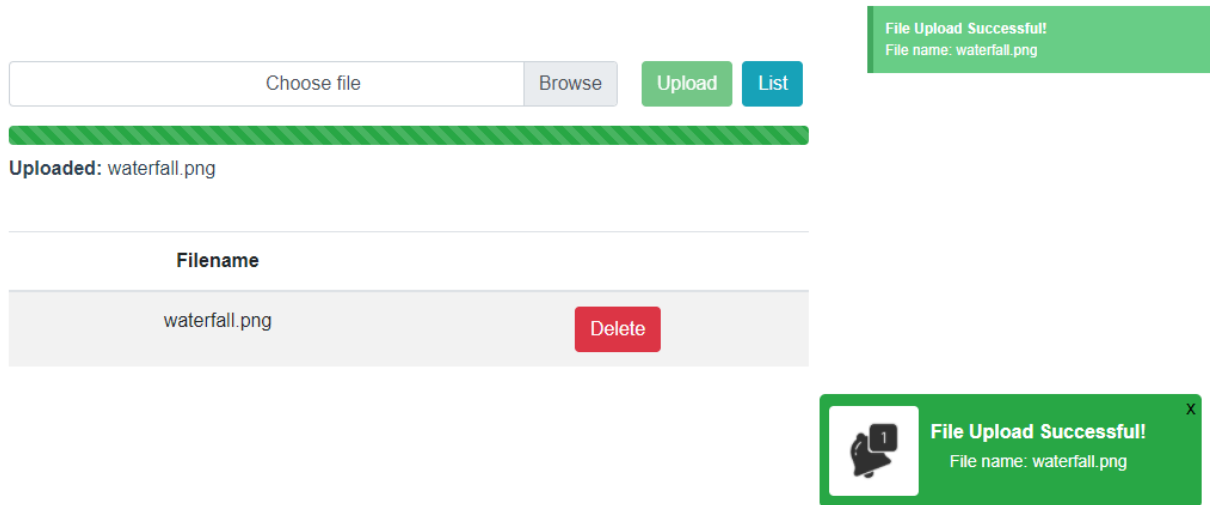 File Upload Successful!
File name: waterfall.png
Choose file Browse Upload List
Uploaded: waterfall.png
Filename
waterfall.png Delete
X
1
File Upload Successful!
File name: waterfall.png